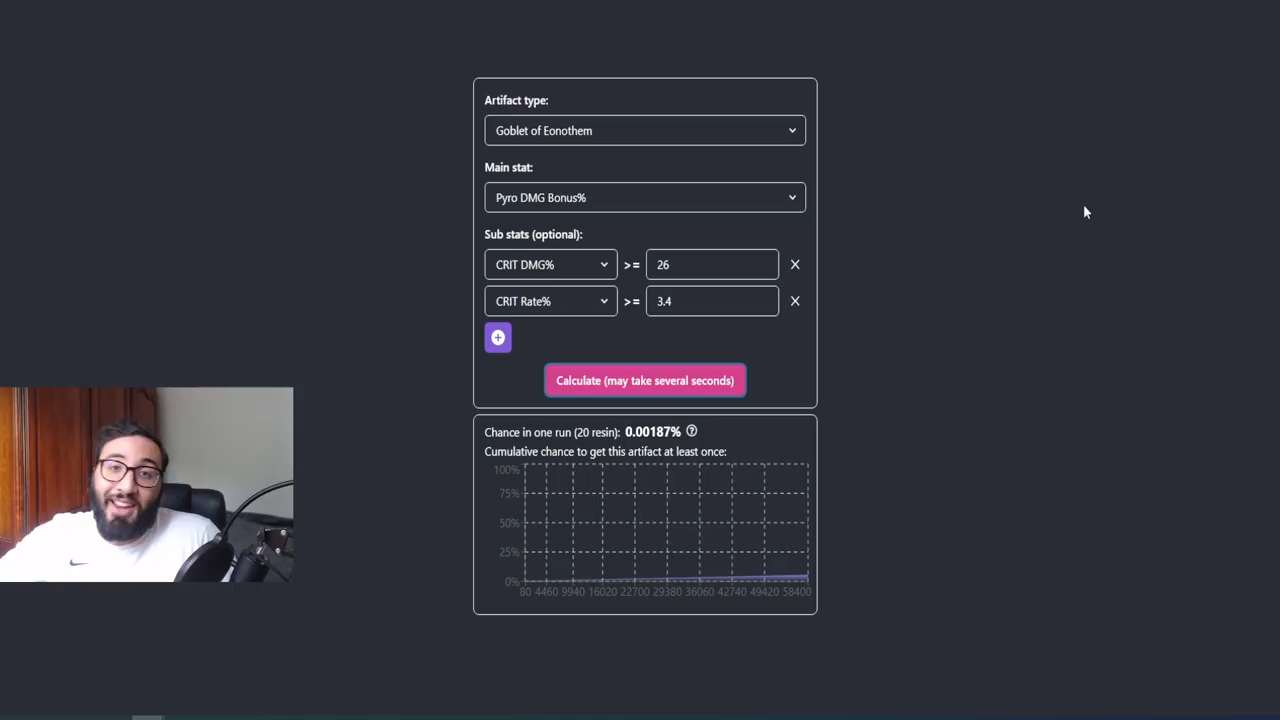 Artifact type:
Goblet of Eonothem
Main stat:
Pyro DMG Bonus%
Sub stats (optional):
CRIT DMG% >= 26
CRIT Rate% >= 3.4
Calculate (may take several seconds)
Chance in one run (20 resin): 0.00187%
Cumulative chance to get this artifact at least once:
100%
75%
50%
25%
0%
80 4460 9940 16020 22700 29380 36060 42740 49420 58400